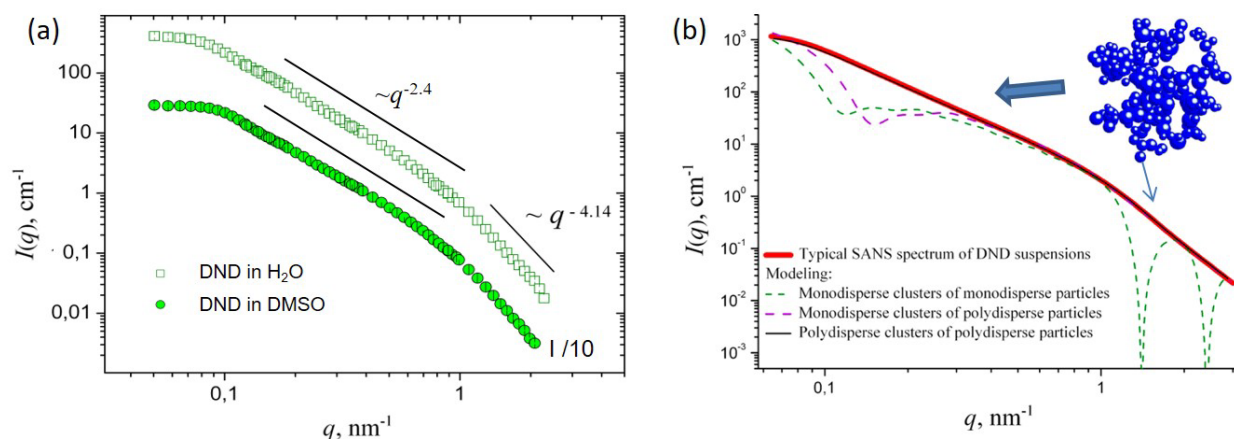 (a)
100
10
1
0,1
0,01
I(q), cm⁻¹
~q⁻²·⁴
~ q⁻⁴·¹⁴
DND in H₂O
DND in DMSO
I /10
0,1
1
q, nm⁻¹
(b)
10³
10²
10¹
10⁰
10⁻¹
10⁻²
10⁻³
I(q), cm⁻¹
Typical SANS spectrum of DND suspensions
Modeling:
Monodisperse clusters of monodisperse particles
Monodisperse clusters of polydisperse particles
Polydisperse clusters of polydisperse particles
0,1
1
q, nm⁻¹